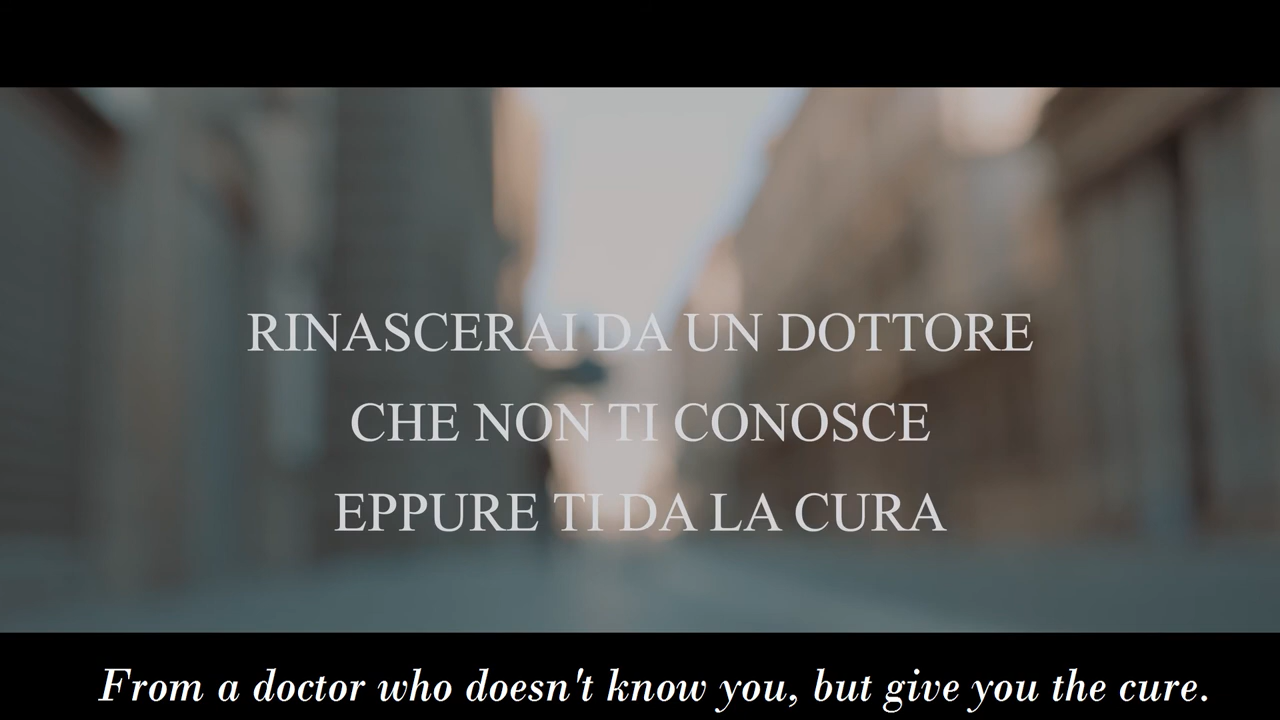 RINASCERAI DA UN DOTTORE
CHE NON TI CONOSCE
EPPURE TI DA LA CURA
From a doctor who doesn't know you, but give you the cure.